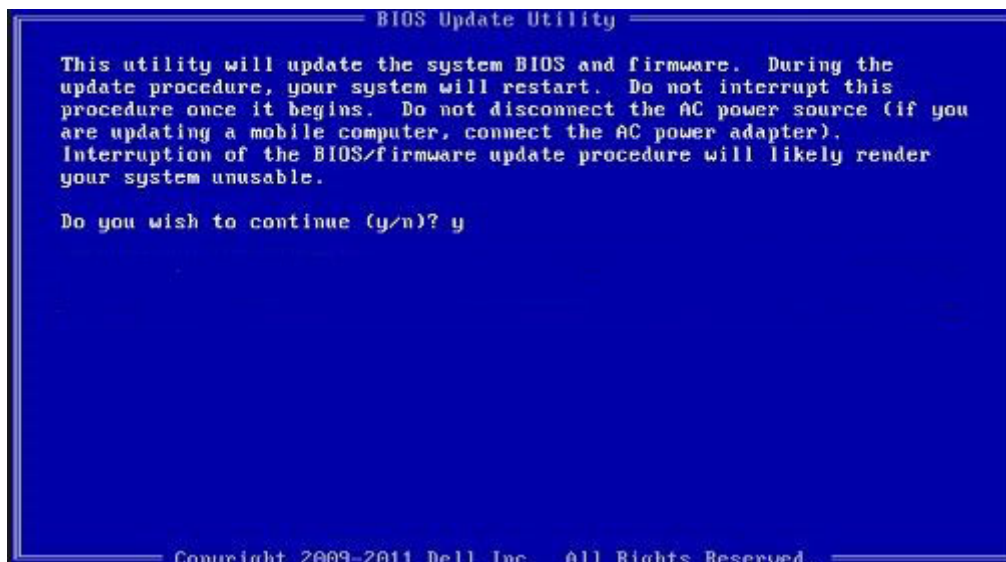 BIOS Update Utility
This utility will update the system BIOS and firmware. During the
update procedure, your system will restart. Do not interrupt this
procedure once it begins. Do not disconnect the AC power source (if you
are updating a mobile computer, connect the AC power adapter).
Interruption of the BIOS/firmware update procedure will likely render
your system unusable.
Do you wish to continue (y/n)? y
Copyright 2009-2011 Dell Inc. All Rights Reserved.